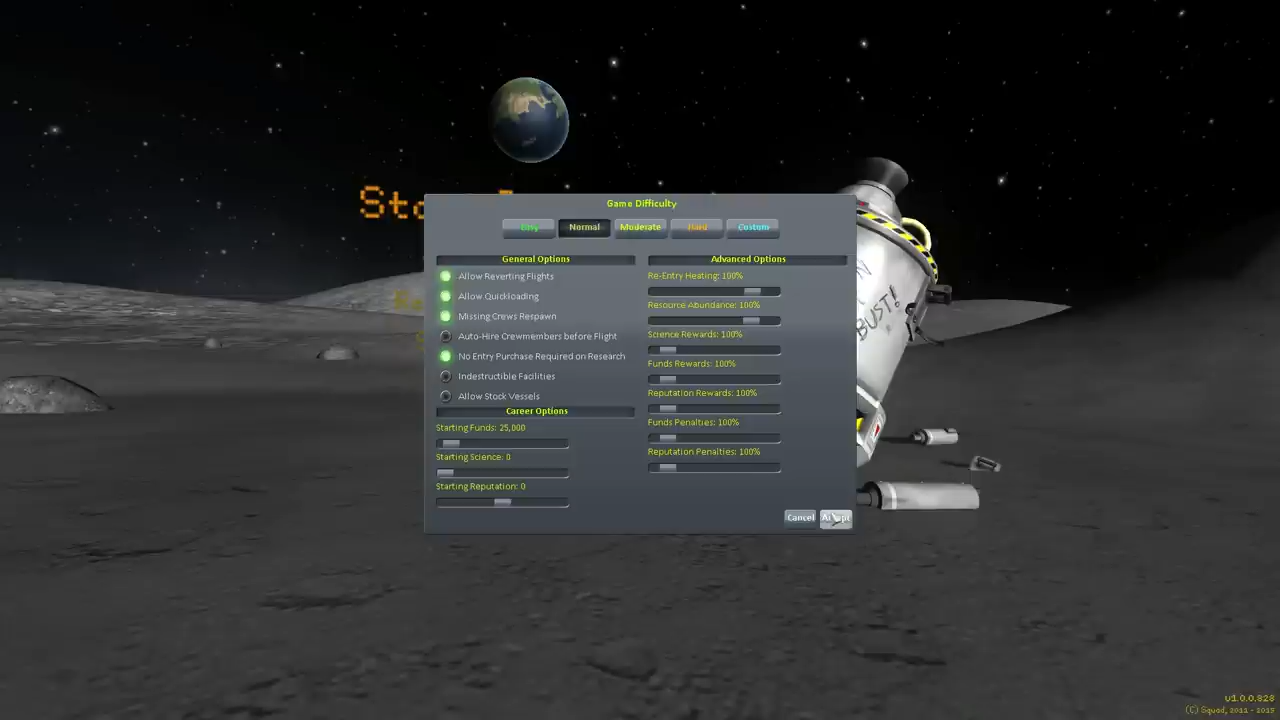 Sto
Game Difficulty
Easy Normal Moderate Hard Custom
General Options
Allow Reverting Flights
Allow Quickloading
Missing Crews Respawn
Auto-Hire Crewmembers before Flight
No Entry Purchase Required on Research
Indestructible Facilities
Allow Stock Vessels
Career Options
Starting Funds: 25,000
Starting Science: 0
Starting Reputation: 0
Advanced Options
Re-Entry Heating: 100%
Resource Abundance: 100%
Science Rewards: 100%
Funds Rewards: 100%
Reputation Rewards: 100%
Funds Penalties: 100%
Reputation Penalties: 100%
Cancel Accept
BUST!
v1.0.0.828
(C) Squad, 2011 - 2015